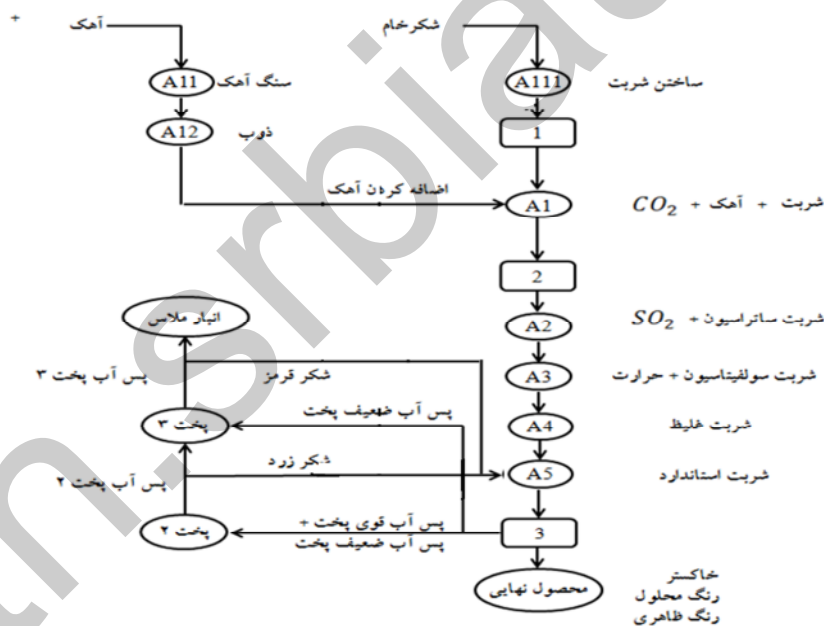 +
آهک
شکر خام
A11
سنگ آهک
A111
ساختن شربت
A12
ذوب
1
اضافه کردن آهک
A1
شربت + آهک + CO2
2
انبار ملاس
A2
شربت ساتراسیون + SO2
پس آب پخت ۳
شکر قرمز
A3
شربت سولفیتاسیون + حرارت
پخت ۳
پس آب ضعیف پخت
A4
شربت غلیظ
پس آب پخت ۲
شکر زرد
A5
شربت استاندارد
پخت ۲
پس آب قوی پخت +
پس آب ضعیف پخت
3
محصول نهایی
خاکستر
رنگ محلول
رنگ ظاهری
n.srbiau